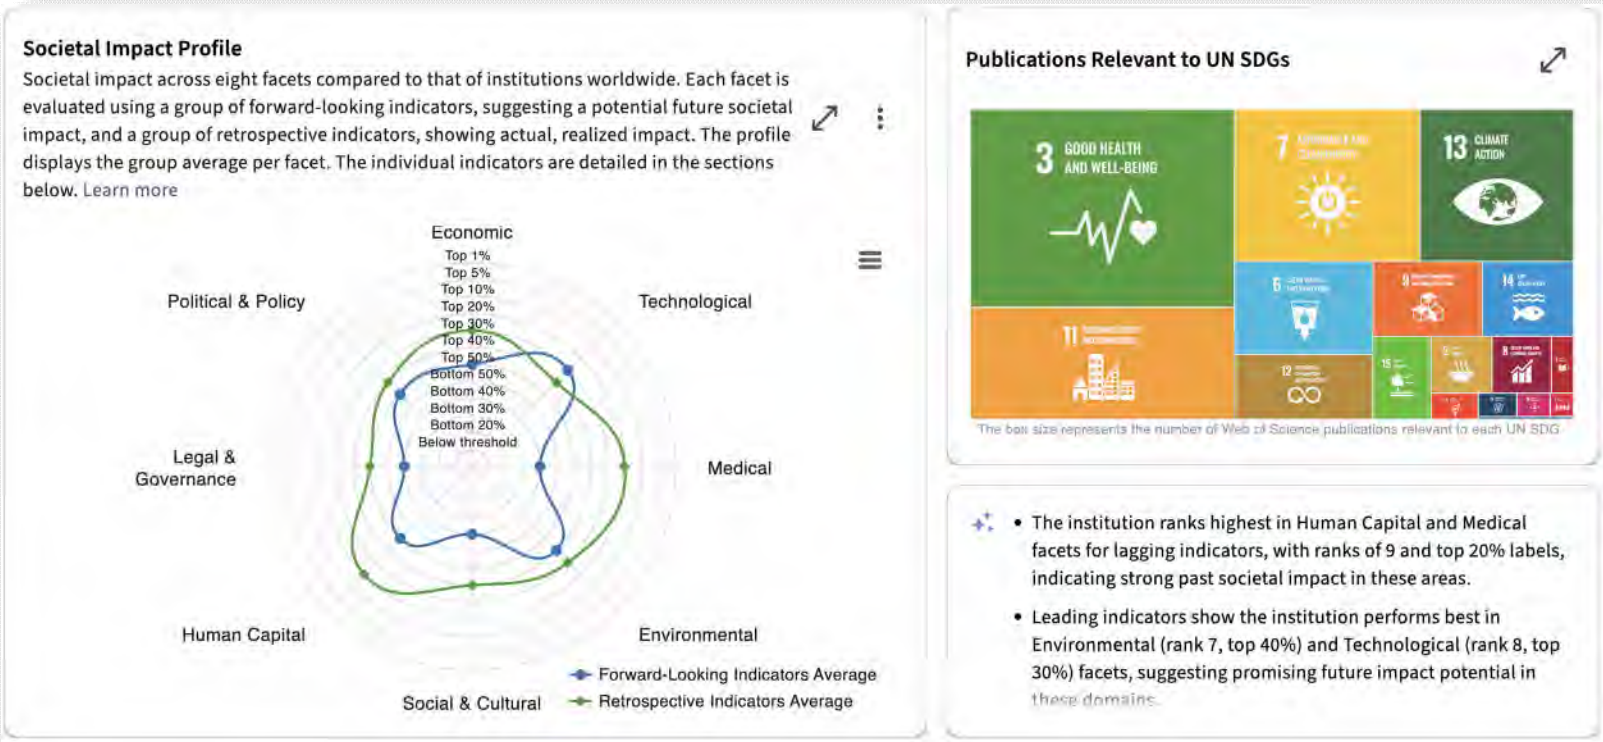 Societal Impact Profile
Societal impact across eight facets compared to that of institutions worldwide. Each facet is
evaluated using a group of forward-looking indicators, suggesting a potential future societal
impact, and a group of retrospective indicators, showing actual, realized impact. The profile
displays the group average per facet. The individual indicators are detailed in the sections
below. Learn more
Economic
Top 1%
Top 5%
Top 10%
Top 20%
Top 30%
Top 40%
Top 50%
Bottom 50%
Bottom 40%
Bottom 30%
Bottom 20%
Below threshold
Political & Policy
Technological
Legal &
Governance
Medical
Human Capital
Environmental
Social & Cultural
Forward-Looking Indicators Average
Retrospective Indicators Average
Publications Relevant to UN SDGs
3 GOOD HEALTH
AND WELL-BEING
7
13 CLIMATE
ACTION
11
6
9
14
12
15
8
The box size represents the number of Web of Science publications relevant to each UN SDG.
• The institution ranks highest in Human Capital and Medical
facets for lagging indicators, with ranks of 9 and top 20% labels,
indicating strong past societal impact in these areas.
• Leading indicators show the institution performs best in
Environmental (rank 7, top 40%) and Technological (rank 8, top
30%) facets, suggesting promising future impact potential in
these domains.